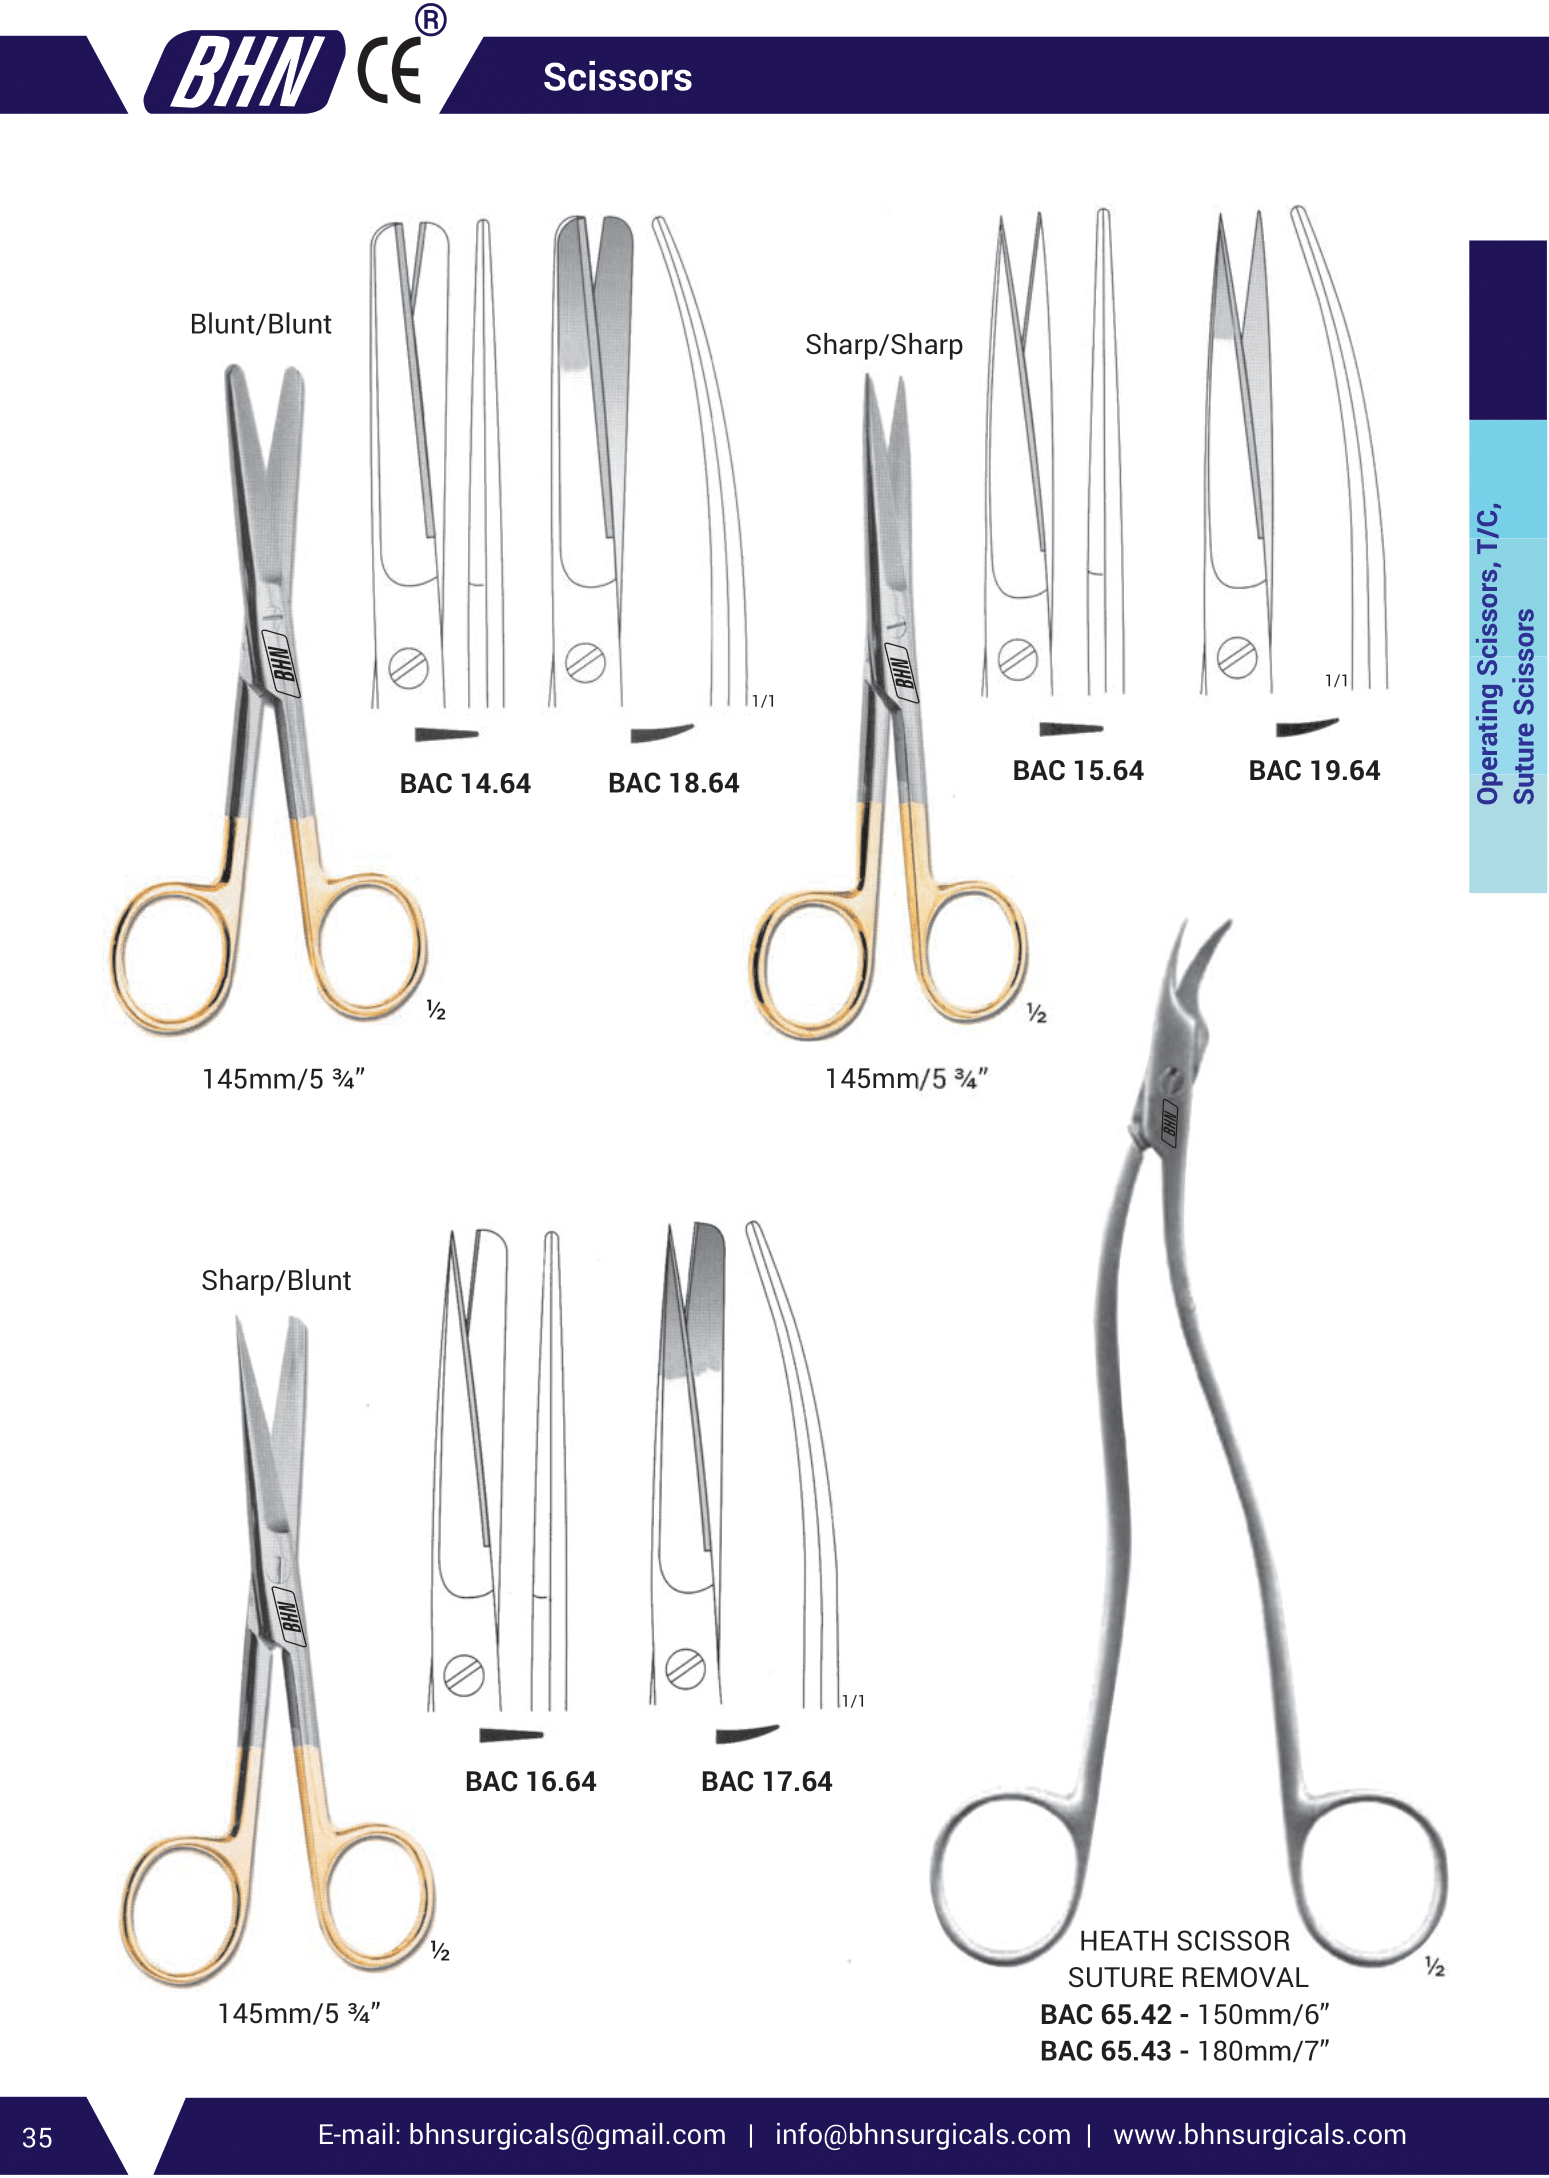 BHN CE ®
Scissors
Blunt/Blunt
Sharp/Sharp
BHN
BHN
1/1
1/1
BAC 14.64
BAC 18.64
BAC 15.64
BAC 19.64
Operating Scissors, T/C,
Suture Scissors
½
½
145mm/5 ¾”
145mm/5 ¾”
BHN
Sharp/Blunt
BHN
1/1
BAC 16.64
BAC 17.64
½
145mm/5 ¾”
HEATH SCISSOR
SUTURE REMOVAL
½
BAC 65.42 - 150mm/6”
BAC 65.43 - 180mm/7”
35
E-mail: bhnsurgicals@gmail.com | info@bhnsurgicals.com | www.bhnsurgicals.com